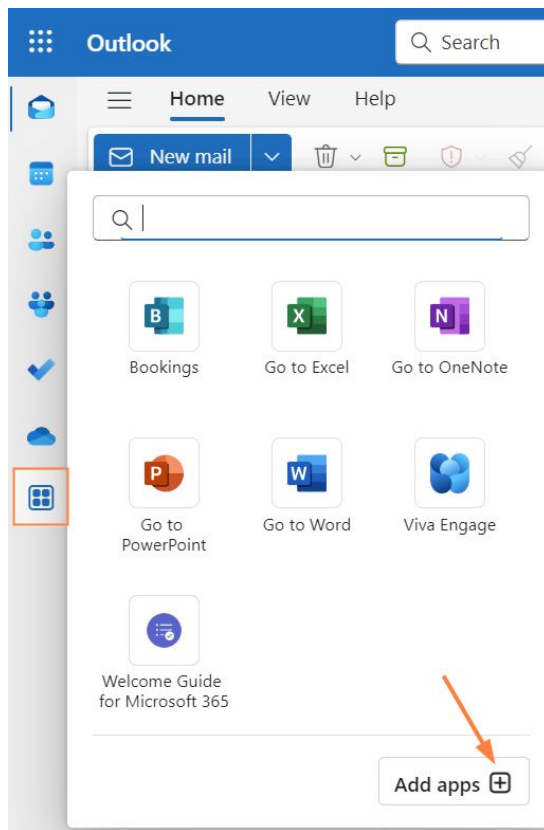 Outlook
Search
Home View Help
New mail
Bookings Go to Excel Go to OneNote
Go to PowerPoint Go to Word Viva Engage
Welcome Guide
for Microsoft 365
Add apps